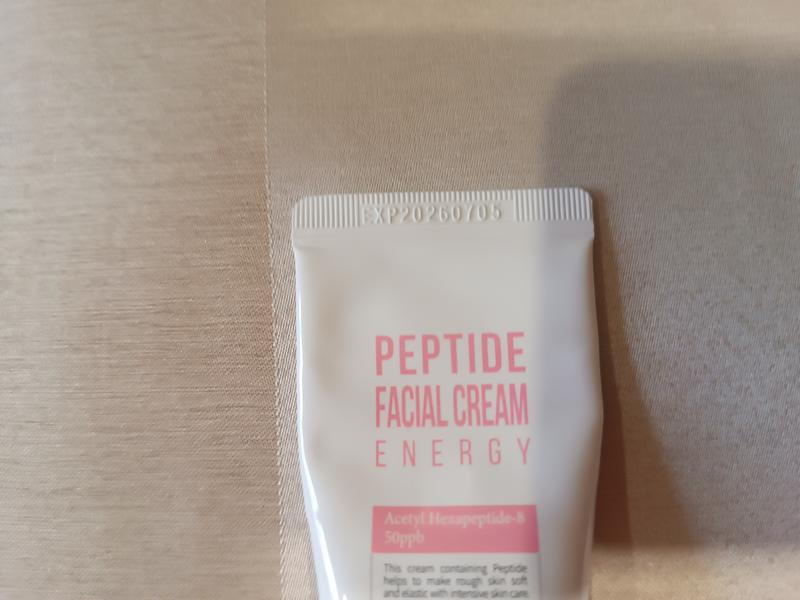 EXP20260705
PEPTIDE
FACIAL CREAM
ENERGY
Acetyl Hexapeptide-8
50ppb
This cream containing Peptide
helps to make rough skin soft
and elastic with intensive skin care